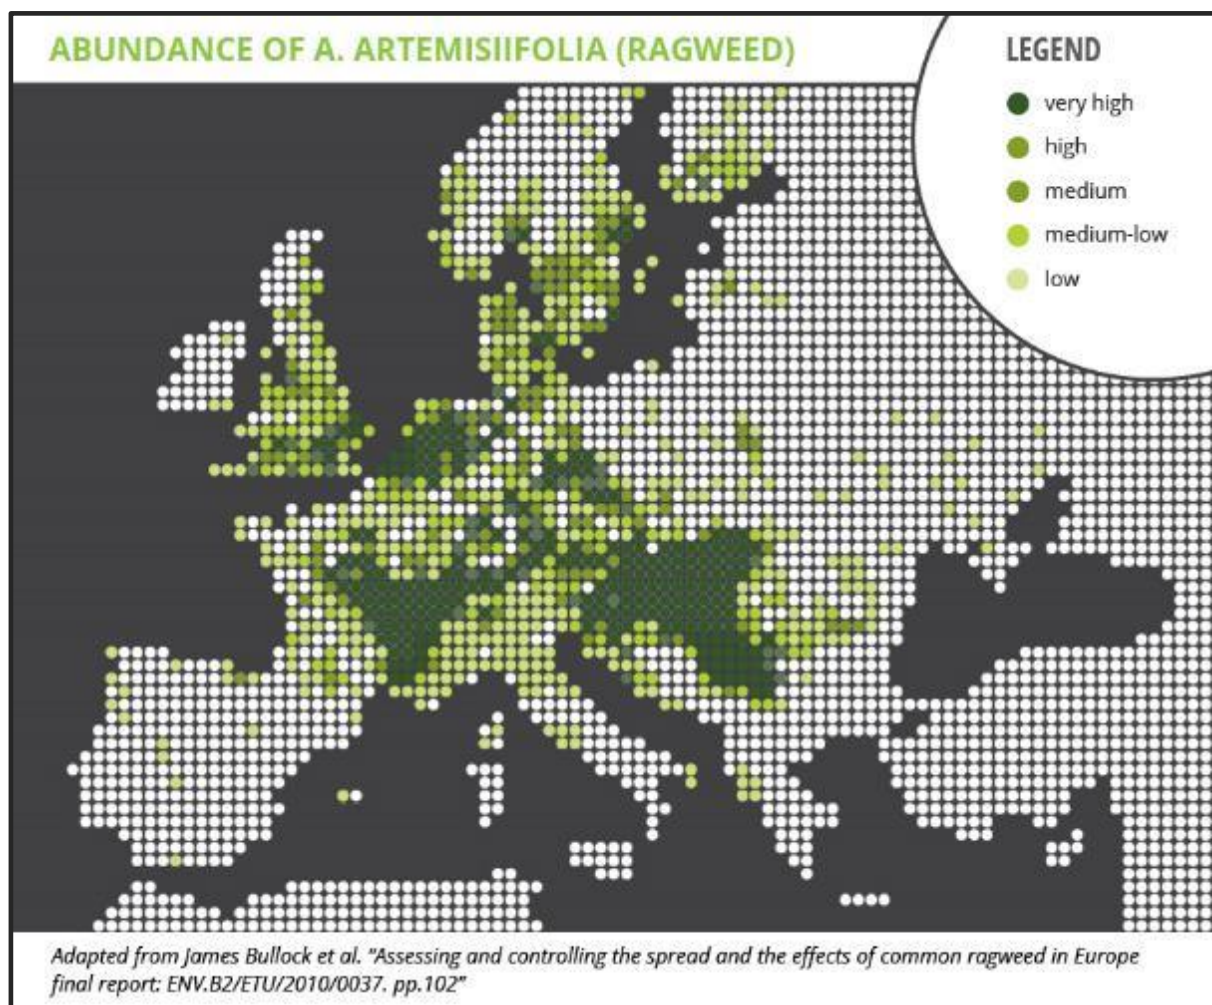 ABUNDANCE OF A. ARTEMISIIFOLIA (RAGWEED)
LEGEND
very high
high
medium
medium-low
low
Adapted from James Bullock et al. “Assessing and controlling the spread and the effects of common ragweed in Europe
final report: ENV.B2/ETU/2010/0037. pp.102”